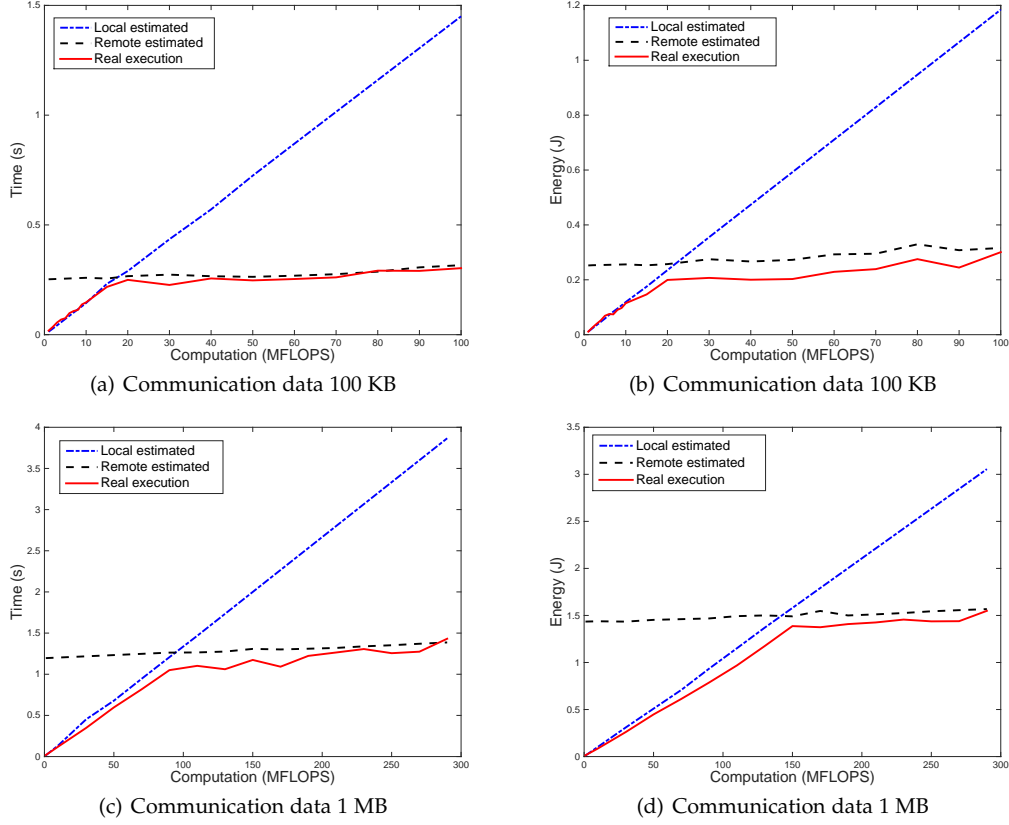 1.5
Local estimated
Remote estimated
Real execution
1
Time (s)
0.5
0
0 10 20 30 40 50 60 70 80 90 100
Computation (MFLOPS)
(a) Communication data 100 KB
1.2
Local estimated
Remote estimated
Real execution
1
0.8
Energy (J)
0.6
0.4
0.2
0
0 10 20 30 40 50 60 70 80 90 100
Computation (MFLOPS)
(b) Communication data 100 KB
4
Local estimated
Remote estimated
Real execution
3.5
3
2.5
Time (s)
2
1.5
1
0.5
0
0 50 100 150 200 250 300
Computation (MFLOPS)
(c) Communication data 1 MB
4
Local estimated
Remote estimated
Real execution
3.5
3
2.5
Energy (J)
2
1.5
1
0.5
0
0 50 100 150 200 250 300
Computation (MFLOPS)
(d) Communication data 1 MB